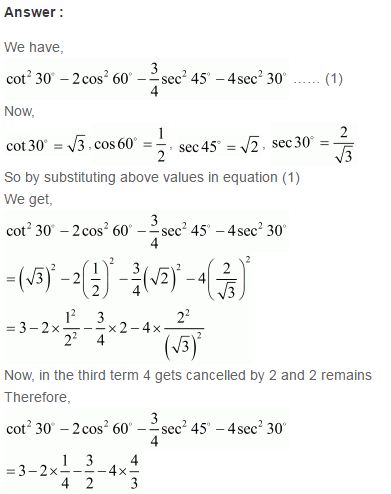 Answer :
We have,
cot² 30° − 2cos² 60° − 3/4 sec² 45° − 4sec² 30° ...... (1)
Now,
cot 30° = √3 , cos 60° = 1/2 , sec 45° = √2 , sec 30° = 2/√3
So by substituting above values in equation (1)
We get,
cot² 30° − 2cos² 60° − 3/4 sec² 45° − 4sec² 30°
= (√3)² − 2(1/2)² − 3/4(√2)² − 4(2/√3)²
= 3 − 2 × 1²/2² − 3/4 × 2 − 4 × 2²/(√3)²
Now, in the third term 4 gets cancelled by 2 and 2 remains
Therefore,
cot² 30° − 2cos² 60° − 3/4 sec² 45° − 4sec² 30°
= 3 − 2 × 1/4 − 3/2 − 4 × 4/3